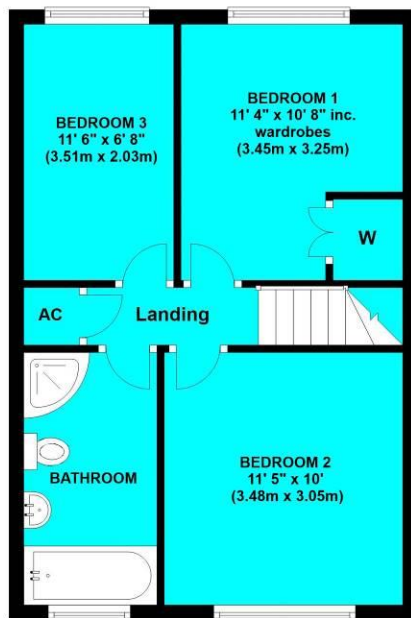 BEDROOM 3
11' 6" x 6' 8"
(3.51m x 2.03m)
BEDROOM 1
11' 4" x 10' 8" inc.
wardrobes
(3.45m x 3.25m)
W
AC
Landing
BATHROOM
BEDROOM 2
11' 5" x 10'
(3.48m x 3.05m)